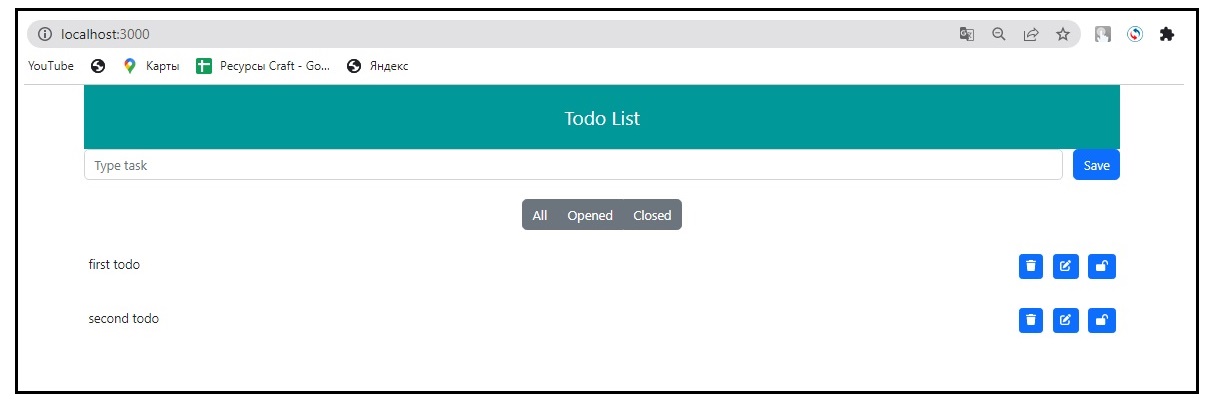 localhost:3000
YouTube Карты Ресурсы Craft - Go... Яндекс
Todo List
Type task Save
All Opened Closed
first todo
second todo